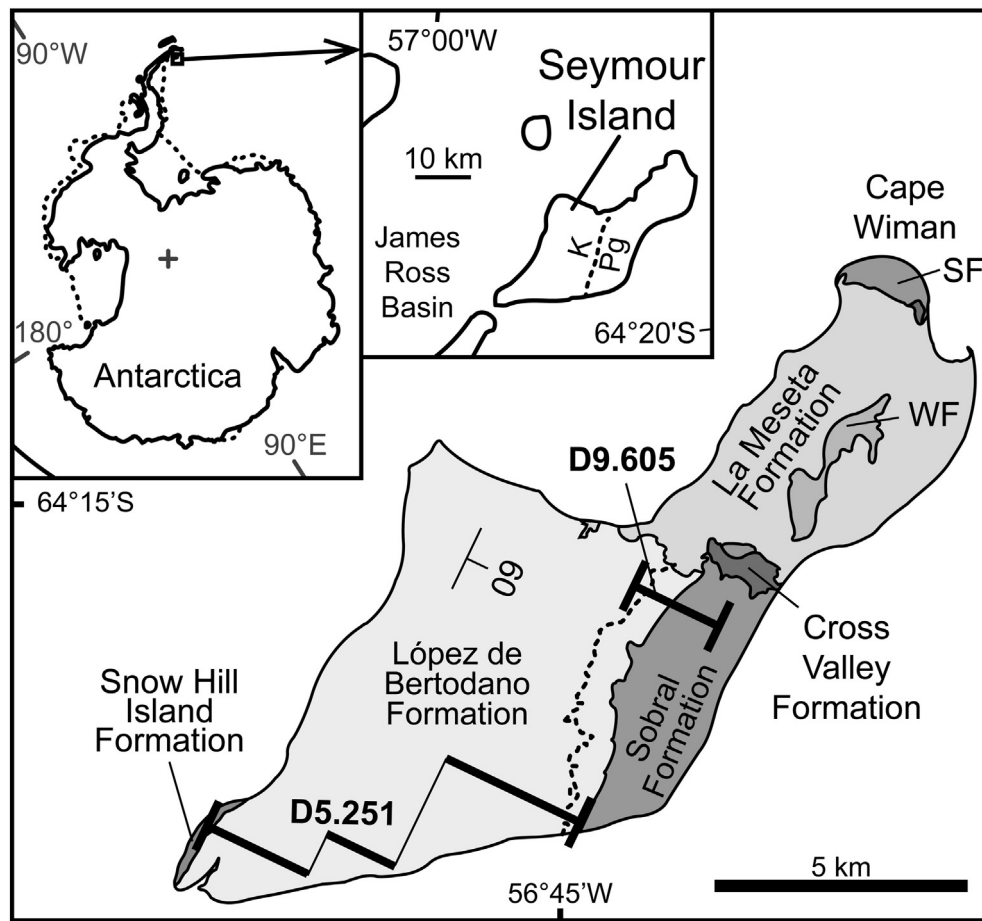 90°W
180°
90°E
Antarctica
57°00'W
Seymour
Island
10 km
K
Pg
James
Ross
Basin
64°20'S
Cape
Wiman
SF
WF
La Meseta
Formation
D9.605
64°15’S
09
López de
Bertodano
Formation
Cross
Valley
Formation
Sobral
Formation
Snow Hill
Island
Formation
D5.251
56°45’W
5 km